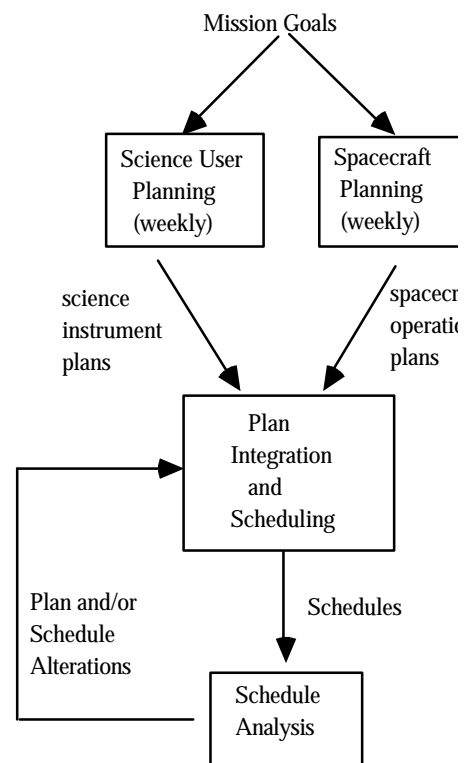 Mission Goals
Science User
Planning
(weekly)
Spacecraft
Planning
(weekly)
science
instrument
plans
plans
Plan
Integration
and
Scheduling
Plan and/or
Schedule
Alterations
Schedules
Schedule
Analysis